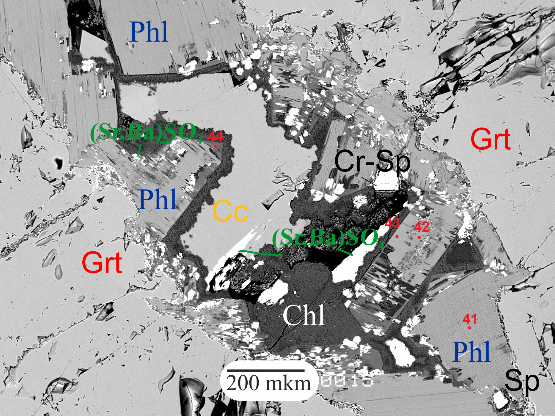 Phl
(Sr,Ba)SO4 44
Grt
Cr-Sp
Phl
Cc
43 42
(Sr,Ba)SO4
Grt
Chl
41
Phl
200 mkm 0015
Sp